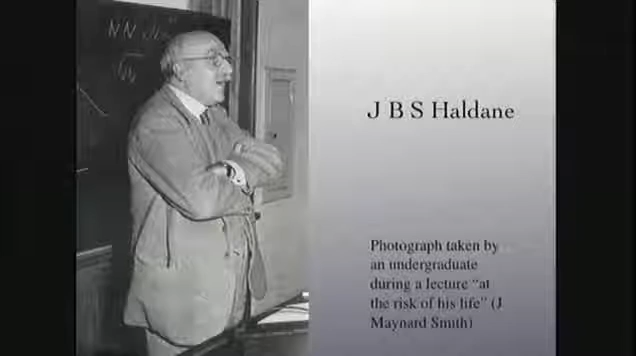 J B S Haldane
Photograph taken by
an undergraduate
during a lecture “at
the risk of his life” (J
Maynard Smith)